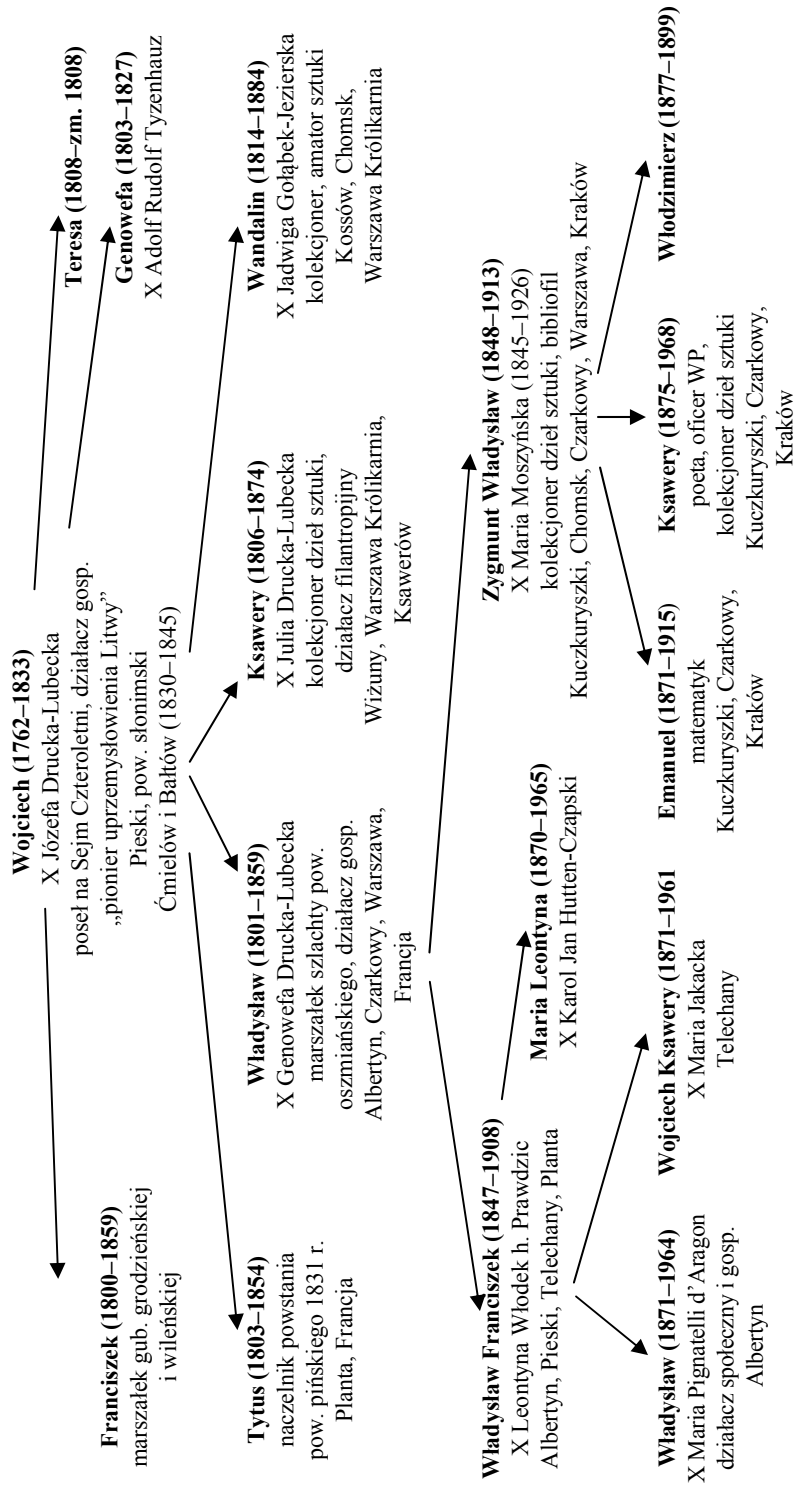 Wojciech (1762–1833)
X Józefa Drucka-Lubecka
poseł na Sejm Czteroletni, działacz gosp.
„pionier uprzemysłowienia Litwy”
Pieski, pow. słonimski
Ćmielów i Bałtów (1830–1845)
Franciszek (1800–1859)
marszałek gub. grodzieńskiej
i wileńskiej
Teresa (1808–zm. 1808)
Genowefa (1803–1827)
X Adolf Rudolf Tyzenhauz
Tytus (1803–1854)
naczelnik powstania
pow. pińskiego 1831 r.
Planta, Francja
Władysław (1801–1859)
X Genowefa Drucka-Lubecka
marszałek szlachty pow.
oszmiańskiego, działacz gosp.
Albertyn, Czarkowy, Warszawa,
Francja
Ksawery (1806–1874)
X Julia Drucka-Lubecka
kolekcjoner dzieł sztuki,
działacz filantropijny
Wiżuny, Warszawa Królikarnia,
Ksawerów
Wandalin (1814–1884)
X Jadwiga Gołąbek-Jezierska
kolekcjoner, amator sztuki
Kossów, Chomsk,
Warszawa Królikarnia
Władysław Franciszek (1847–1908)
X Leontyna Włodek h. Prawdzic
Albertyn, Pieski, Telechany, Planta
Maria Leontyna (1870–1965)
X Karol Jan Hutten-Czapski
Zygmunt Władysław (1848–1913)
X Maria Moszyńska (1845–1926)
kolekcjoner dzieł sztuki, bibliofil
Kuczkuryszki, Chomsk, Czarkowy, Warszawa, Kraków
Władysław (1871–1964)
X Maria Pignatelli d’Aragon
działacz społeczny i gosp.
Albertyn
Wojciech Ksawery (1871–1961
X Maria Jakacka
Telechany
Emanuel (1871–1915)
matematyk
Kuczkuryszki, Czarkowy,
Kraków
Ksawery (1875–1968)
poeta, oficer WP,
kolekcjoner dzieł sztuki
Kuczkuryszki, Czarkowy,
Kraków
Włodzimierz (1877–1899)